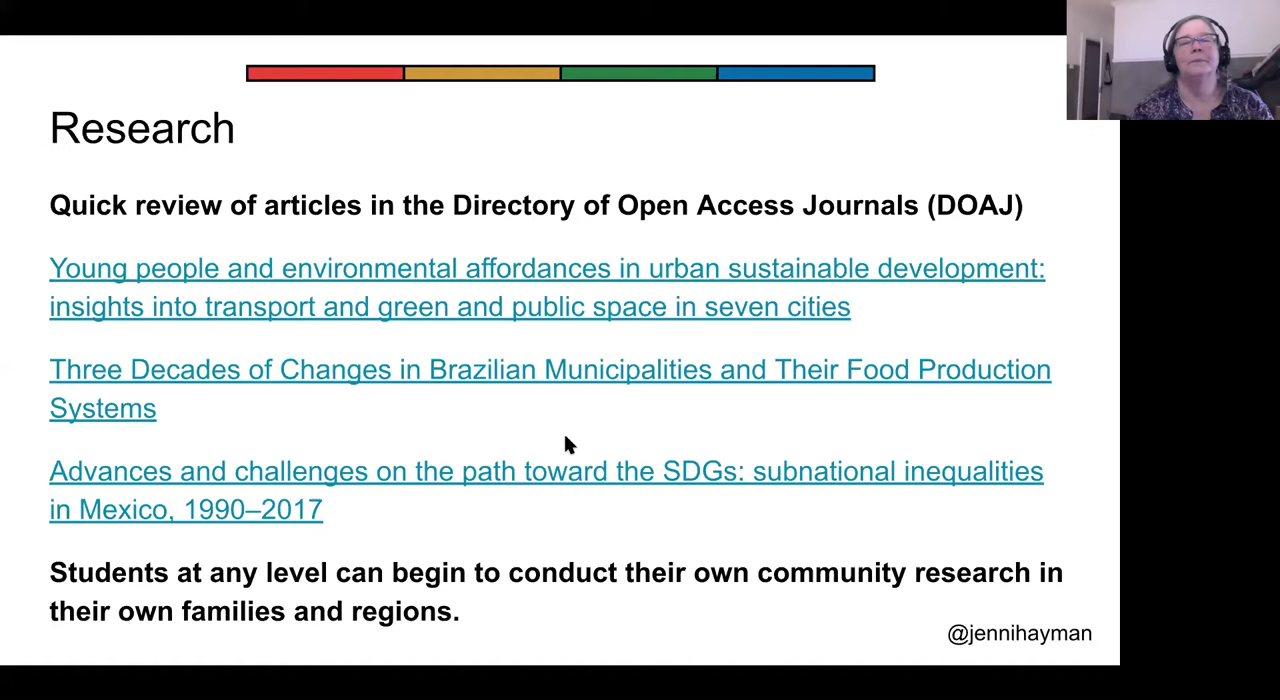 Research
Quick review of articles in the Directory of Open Access Journals (DOAJ)
Young people and environmental affordances in urban sustainable development:
insights into transport and green and public space in seven cities
Three Decades of Changes in Brazilian Municipalities and Their Food Production
Systems
Advances and challenges on the path toward the SDGs: subnational inequalities
in Mexico, 1990–2017
Students at any level can begin to conduct their own community research in
their own families and regions.
@jennihayman